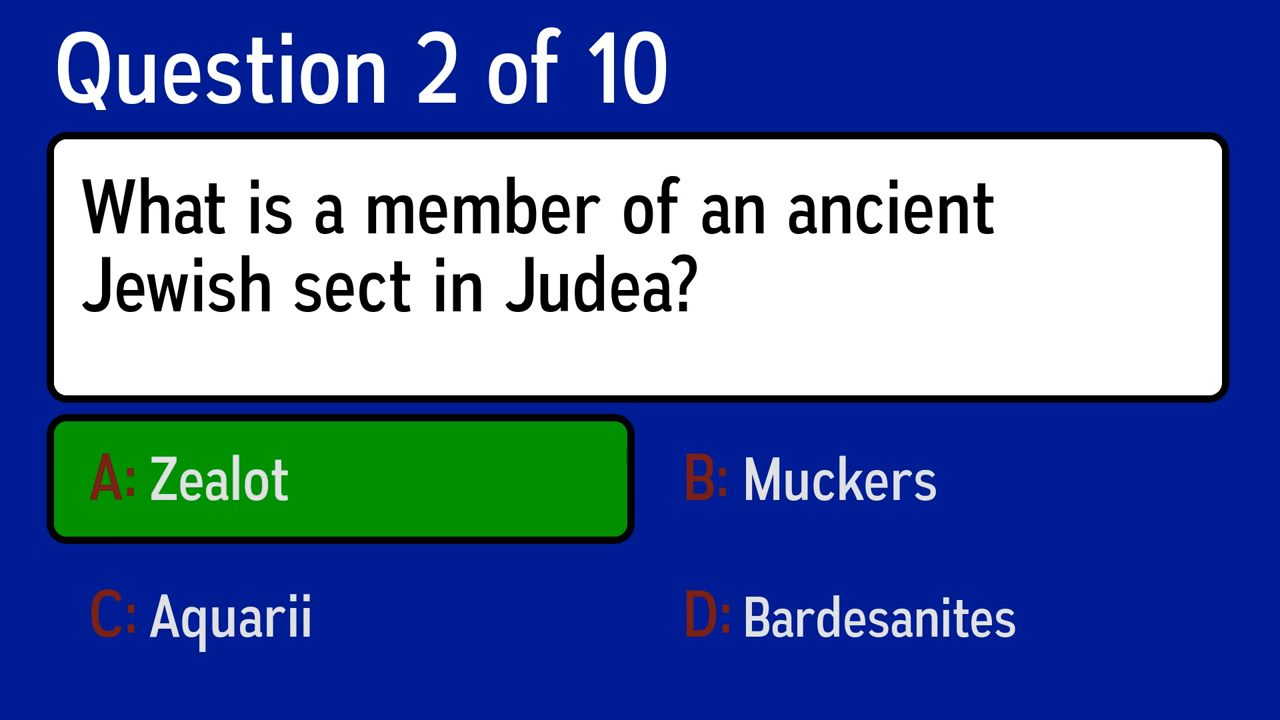 Question 2 of 10
What is a member of an ancient
Jewish sect in Judea?
A: Zealot
B: Muckers
C: Aquarii
D: Bardesanites